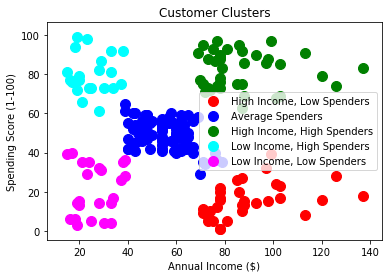 Customer Clusters
Spending Score (1-100)
100
80
60
40
20
0
High Income, Low Spenders
Average Spenders
High Income, High Spenders
Low Income, High Spenders
Low Income, Low Spenders
20 40 60 80 100 120 140
Annual Income ($)